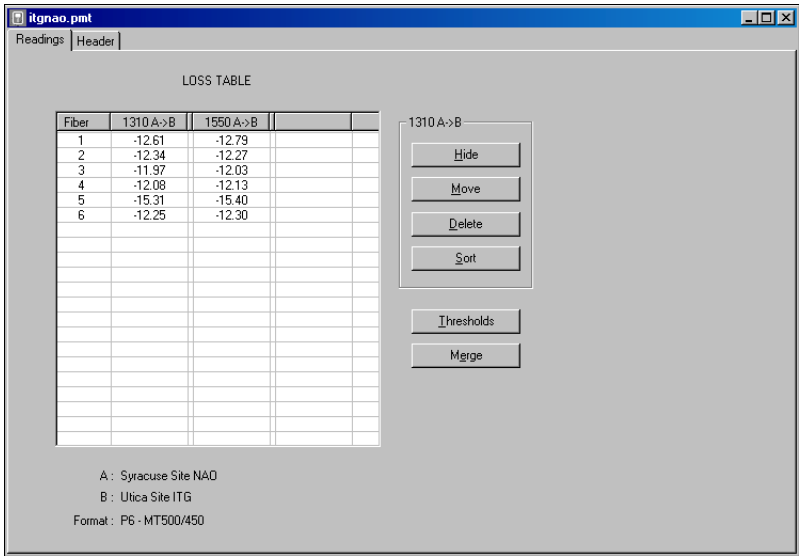 itgnao.pmt
Readings Header
LOSS TABLE
Fiber 1310 A->B 1550 A->B
1 -12.61 -12.79
2 -12.34 -12.27
3 -11.97 -12.03
4 -12.08 -12.13
5 -15.31 -15.40
6 -12.25 -12.30
1310 A->B
Hide
Move
Delete
Sort
Thresholds
Merge
A : Syracuse Site NAO
B : Utica Site ITG
Format : P6 - MT500/450